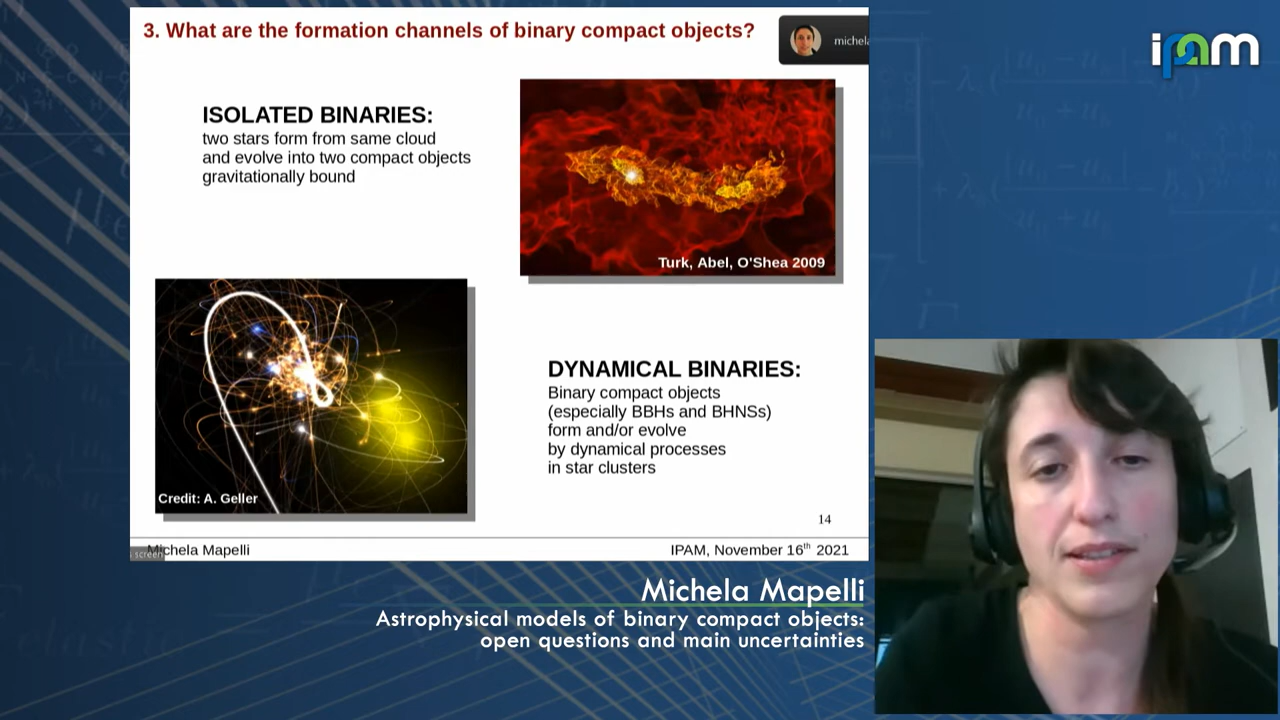 3. What are the formation channels of binary compact objects?
michela
ipam
ISOLATED BINARIES:
two stars form from same cloud
and evolve into two compact objects
gravitationally bound
Turk, Abel, O'Shea 2009
Credit: A. Geller
DYNAMICAL BINARIES:
Binary compact objects
(especially BBHs and BHNSs)
form and/or evolve
by dynamical processes
in star clusters
14
screen
Michela Mapelli
IPAM, November 16th 2021
Michela Mapelli
Astrophysical models of binary compact objects:
open questions and main uncertainties